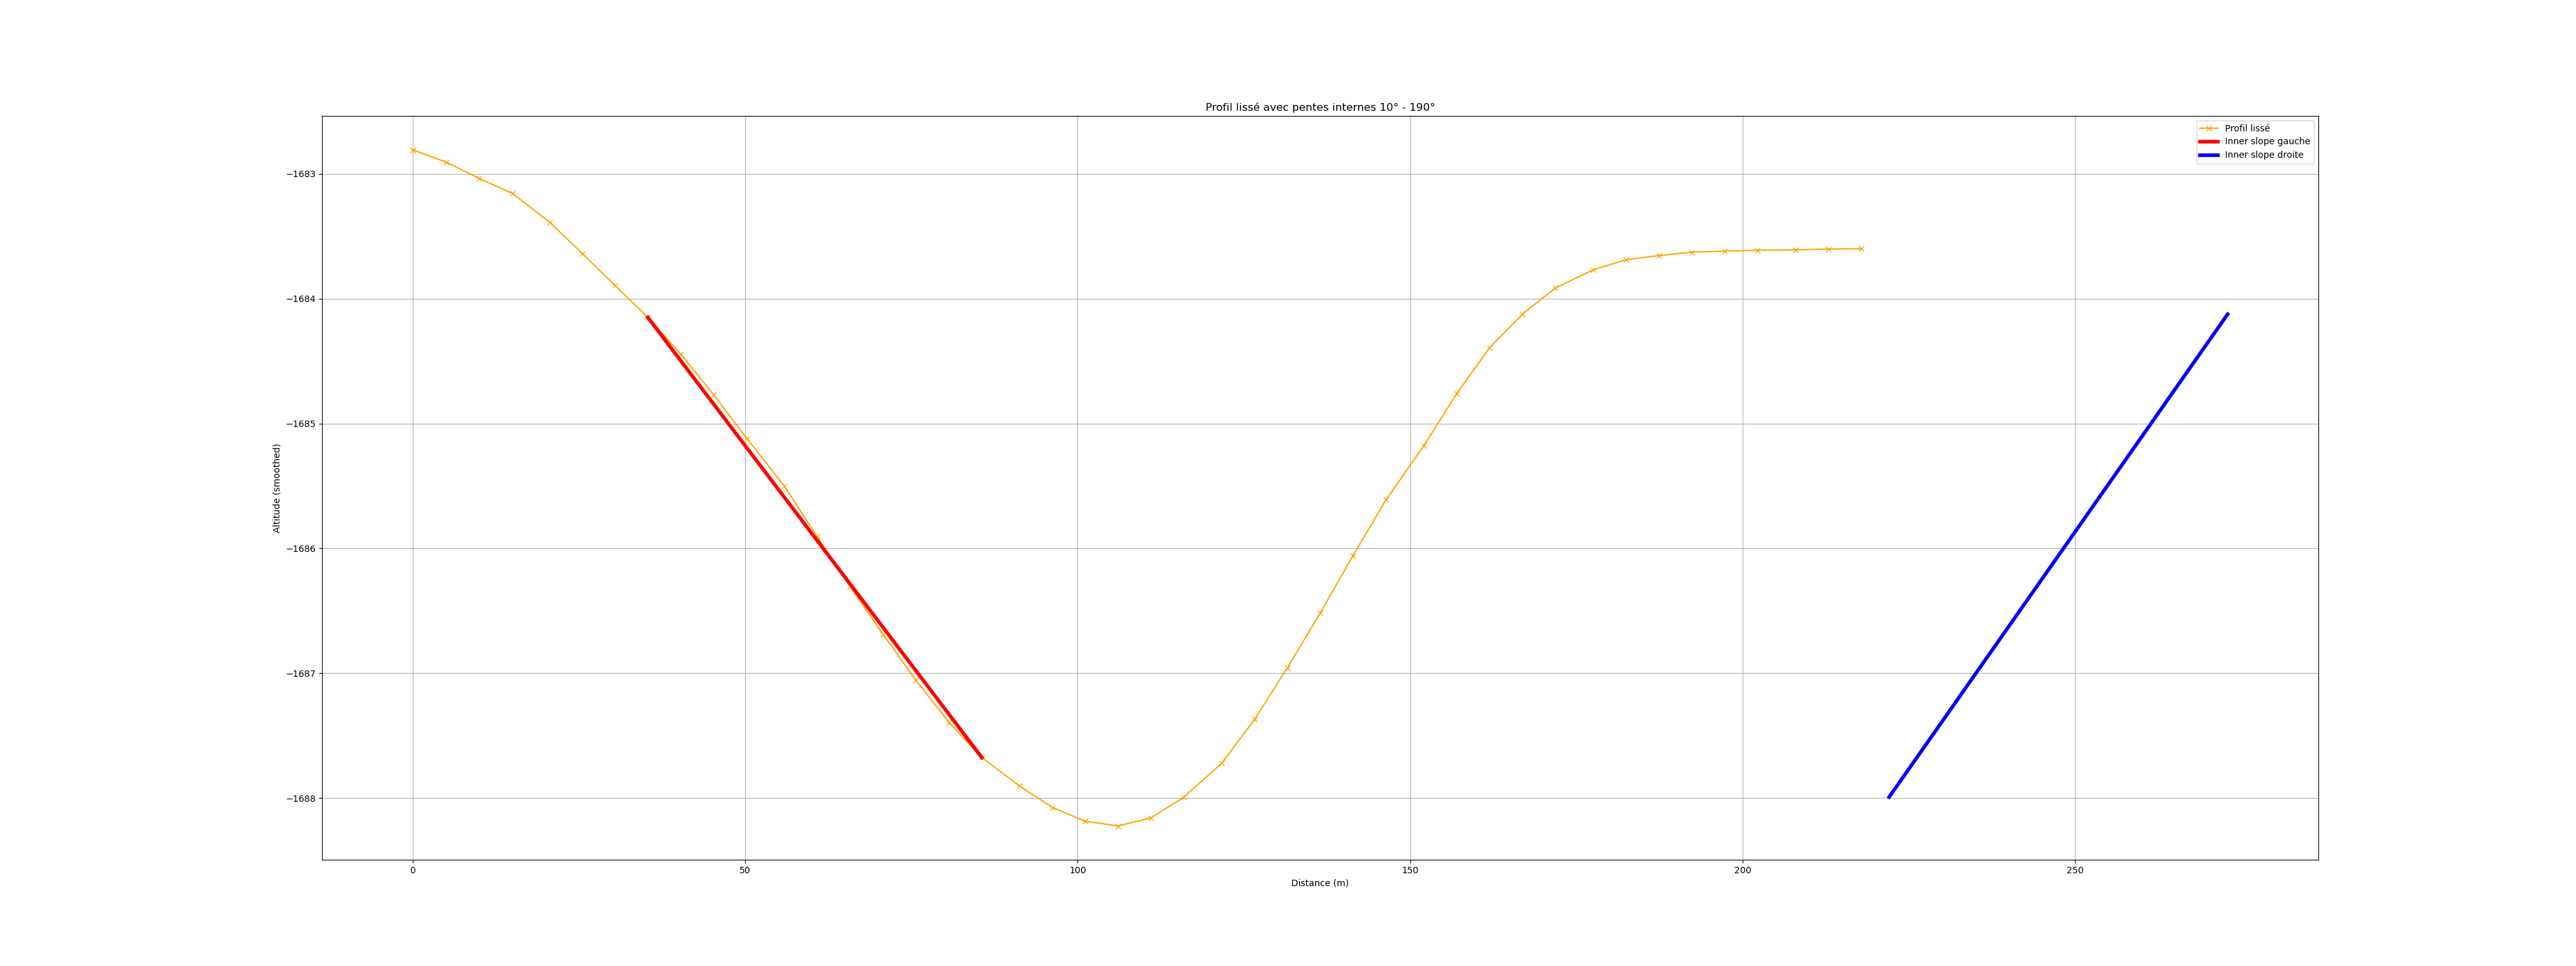 Profil lissé avec pentes internes 10° - 190°
Profil lissé
Inner slope gauche
Inner slope droite
Altitude (smoothed)
−1683
−1684
−1685
−1686
−1687
−1688
0 50 100 150 200 250
Distance (m)